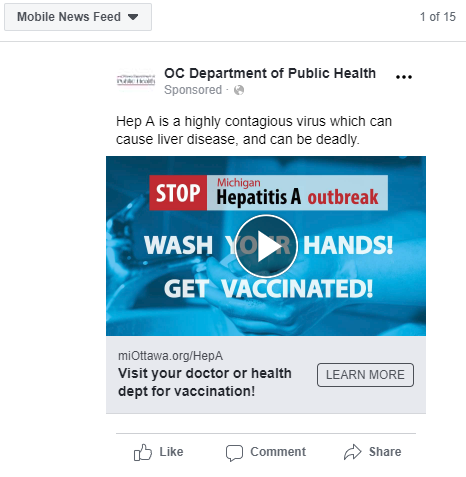 Mobile News Feed
1 of 15
OC Department of Public Health
Sponsored ·
Hep A is a highly contagious virus which can
cause liver disease, and can be deadly.
STOP Michigan
Hepatitis A outbreak
WASH YOUR HANDS!
GET VACCINATED!
miOttawa.org/HepA
Visit your doctor or health
dept for vaccination!
LEARN MORE
Like Comment Share